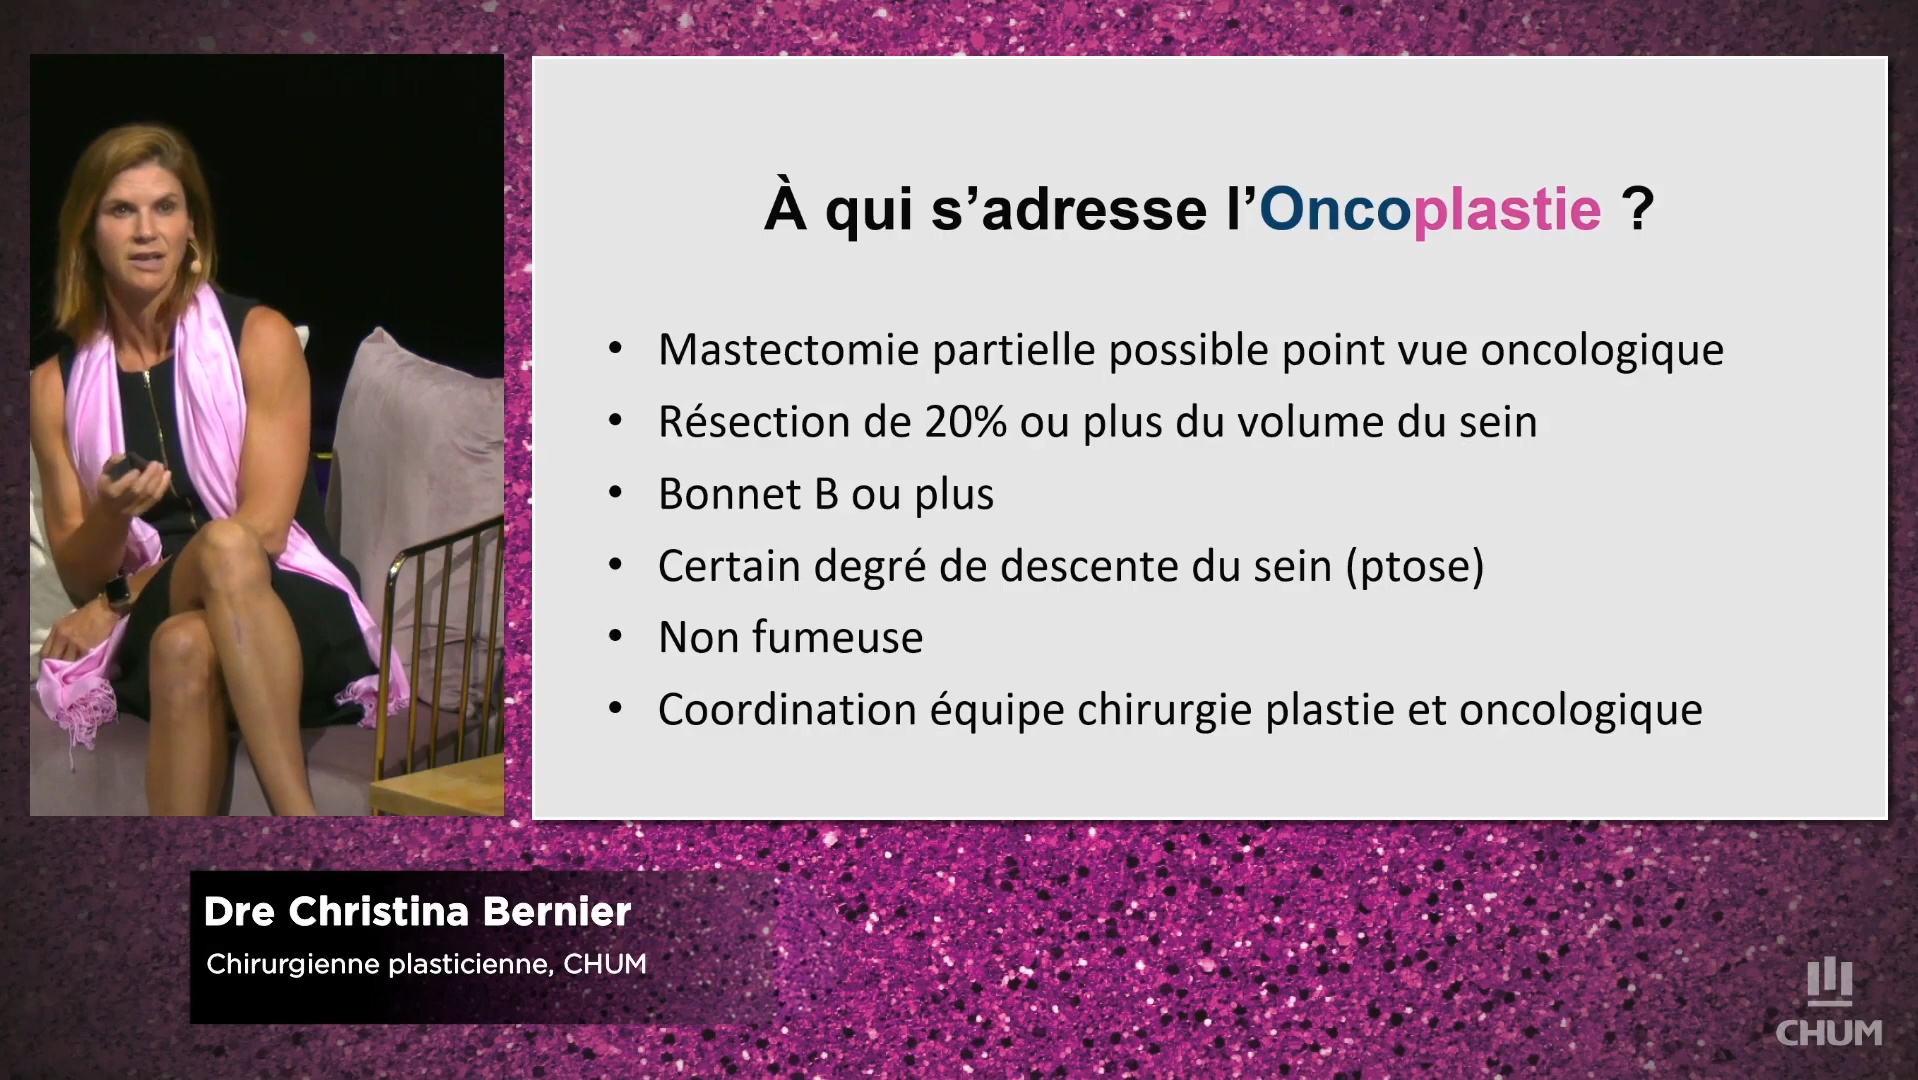 À qui s’adresse l’Oncoplastie ?
• Mastectomie partielle possible point vue oncologique
• Résection de 20% ou plus du volume du sein
• Bonnet B ou plus
• Certain degré de descente du sein (ptose)
• Non fumeuse
• Coordination équipe chirurgie plastie et oncologique
Dre Christina Bernier
Chirurgienne plasticienne, CHUM
CHUM